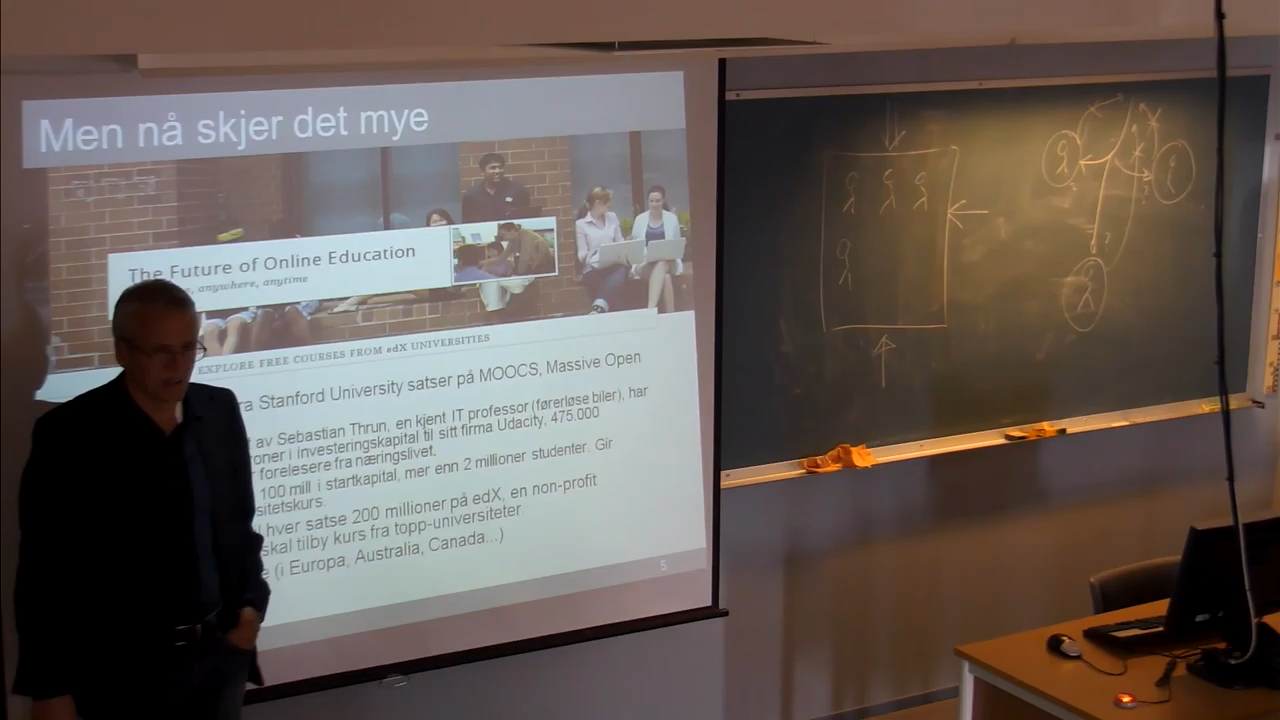 Men nå skjer det mye
The Future of Online Education
anywhere, anytime
EXPLORE FREE COURSES FROM edX UNIVERSITIES
ra Stanford University satser på MOOCS, Massive Open
av Sebastian Thrun, en kjent IT professor (førerløse biler), har
roner i investeringskapital til sitt firma Udacity, 475.000
forelesere fra næringslivet.
100 mill i startkapital, mer enn 2 millioner studenter. Gir
sitetskurs.
hver satse 200 millioner på edX, en non-profit
skal tilby kurs fra topp-universiteter
e (i Europa, Australia, Canada...)
5